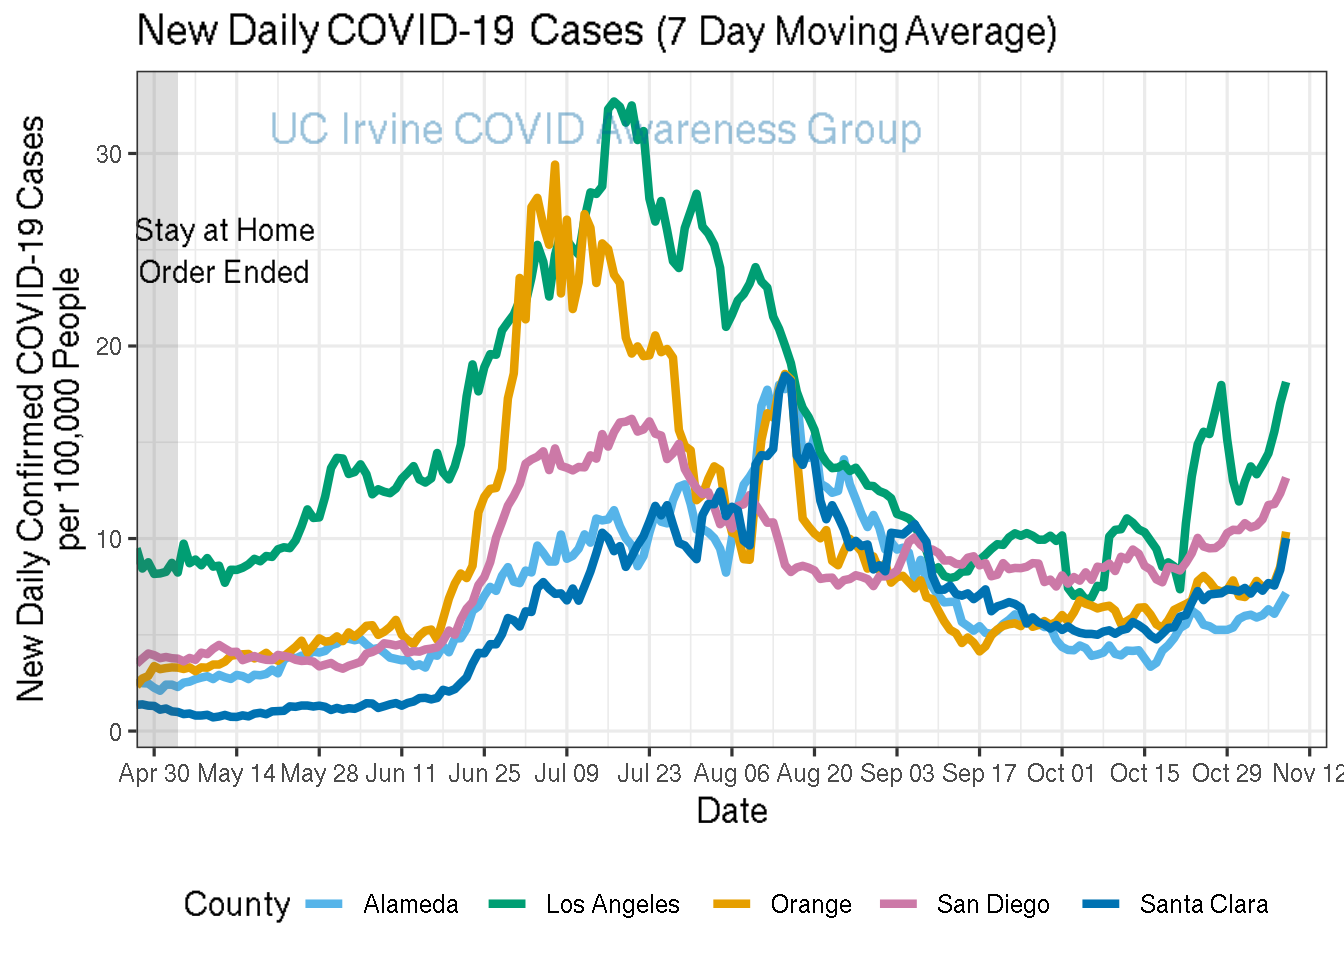 New Daily COVID-19 Cases (7 Day Moving Average)
UC Irvine COVID Awareness Group
Stay at Home
Order Ended
New Daily Confirmed COVID-19 Cases
per 100,000 People
30
20
10
0
Apr 30 May 14 May 28 Jun 11 Jun 25 Jul 09 Jul 23 Aug 06 Aug 20 Sep 03 Sep 17 Oct 01 Oct 15 Oct 29 Nov 12
Date
County Alameda Los Angeles Orange San Diego Santa Clara